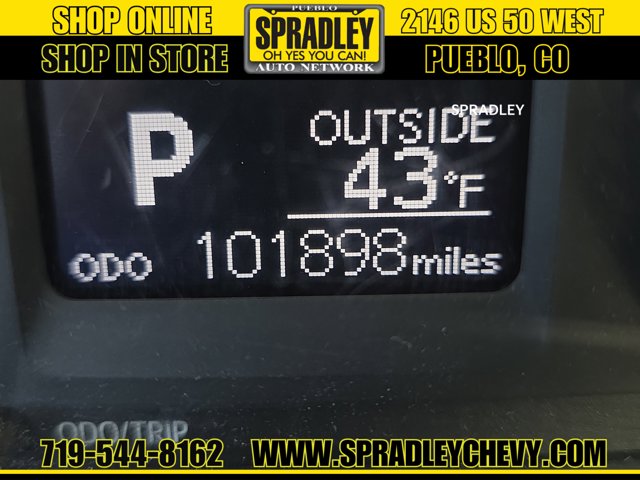 SHOP ONLINE
SHOP IN STORE
PUEBLO
SPRADLEY
OH YES YOU CAN!
AUTO NETWORK
2146 US 50 WEST
PUEBLO, CO
P
OUTSIDE
SPRADLEY
43°F
ODO 101898 miles
ODO/TRIP
719-544-8162
WWW.SPRADLEYCHEVY.COM